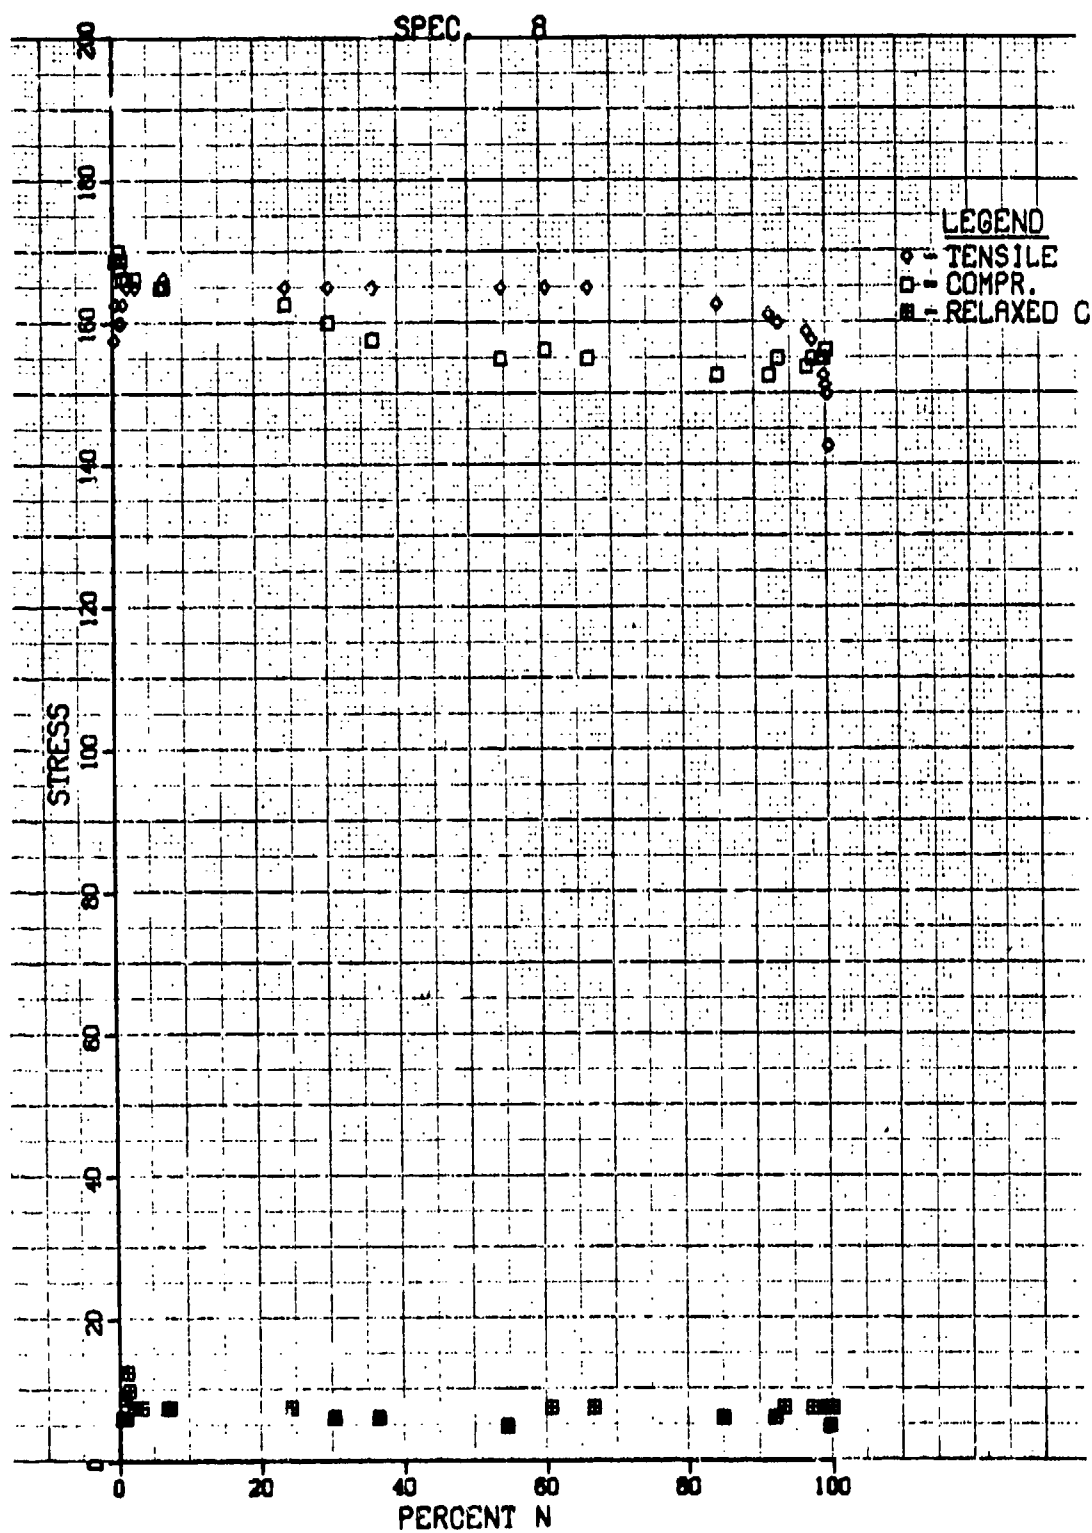 SPEC. 8
200
180
160
140
120
100
80
60
40
20
0
STRESS
LEGEND
- TENSILE
- COMPR.
- RELAXED C
0 20 40 60 80 100
PERCENT N